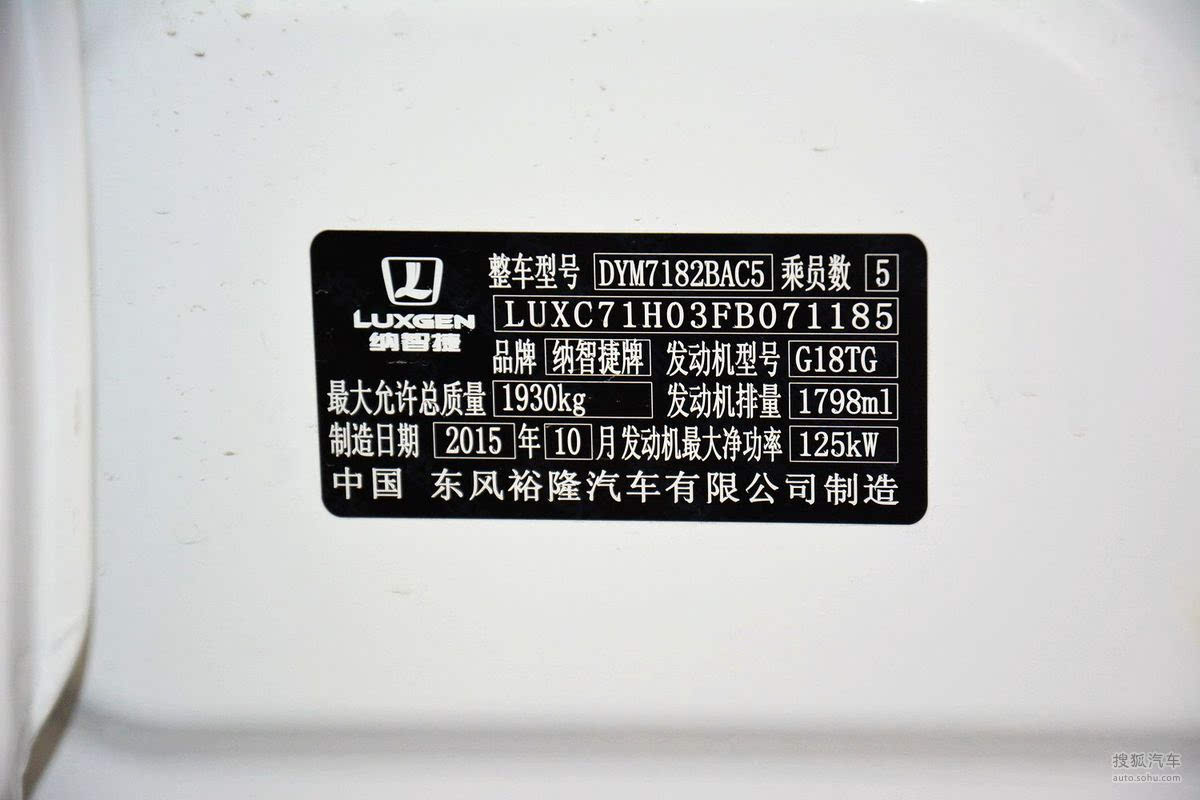 LUXGEN
纳智捷
整车型号 DYM7182BAC5 乘员数 5
LUXC71H03FB071185
品牌 纳智捷牌 发动机型号 G18TG
最大允许总质量 1930kg 发动机排量 1798ml
制造日期 2015 年 10 月 发动机最大净功率 125kW
中国 东风裕隆汽车有限公司制造
搜狐汽车
auto.sohu.com